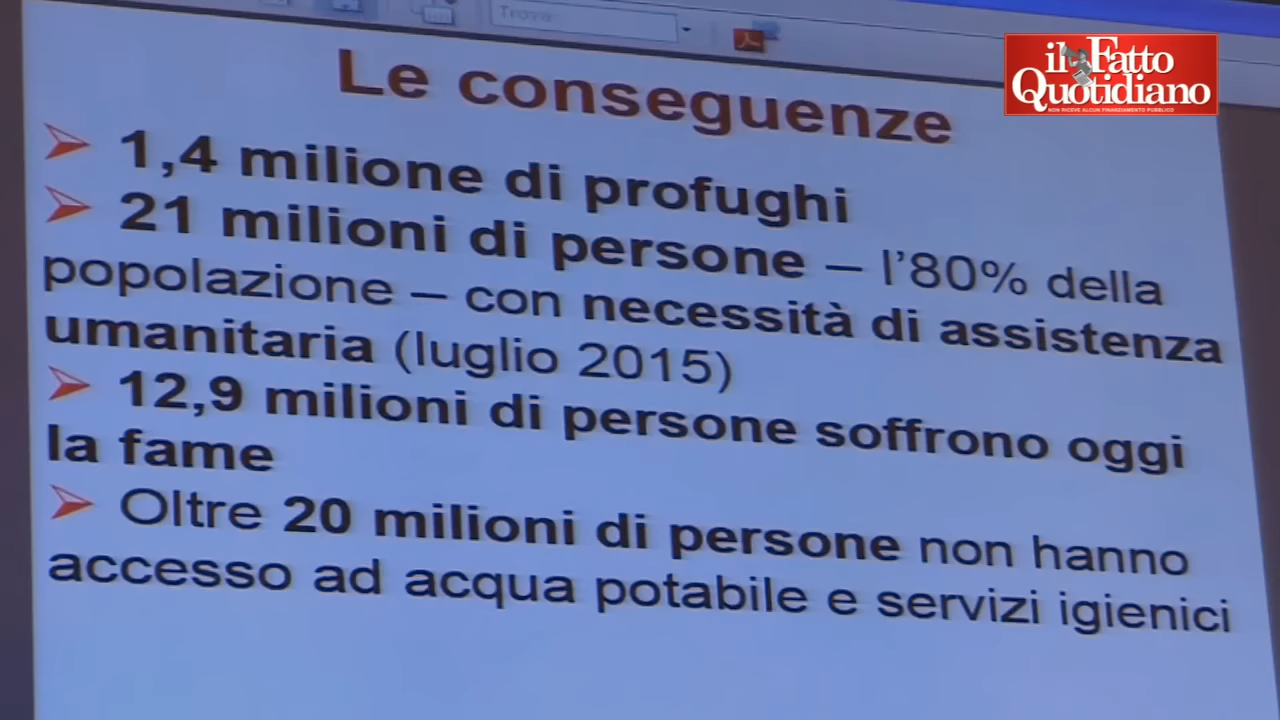 Trova
il Fatto
Quotidiano
NON RICEVE ALCUN FINANZIAMENTO PUBBLICO
Le conseguenze
1,4 milione di profughi
21 milioni di persone – l'80% della
popolazione – con necessità di assistenza
umanitaria (luglio 2015)
12,9 milioni di persone soffrono oggi
la fame
Oltre 20 milioni di persone non hanno
accesso ad acqua potabile e servizi igienici